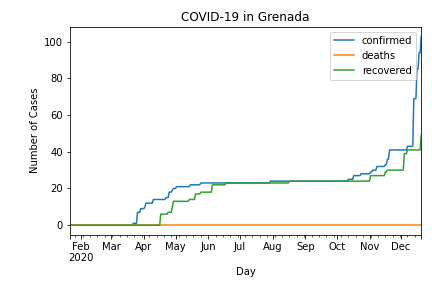 COVID-19 in Grenada
confirmed
deaths
recovered
Number of Cases
100
80
60
40
20
0
Feb Mar Apr May Jun Jul Aug Sep Oct Nov Dec
2020
Day